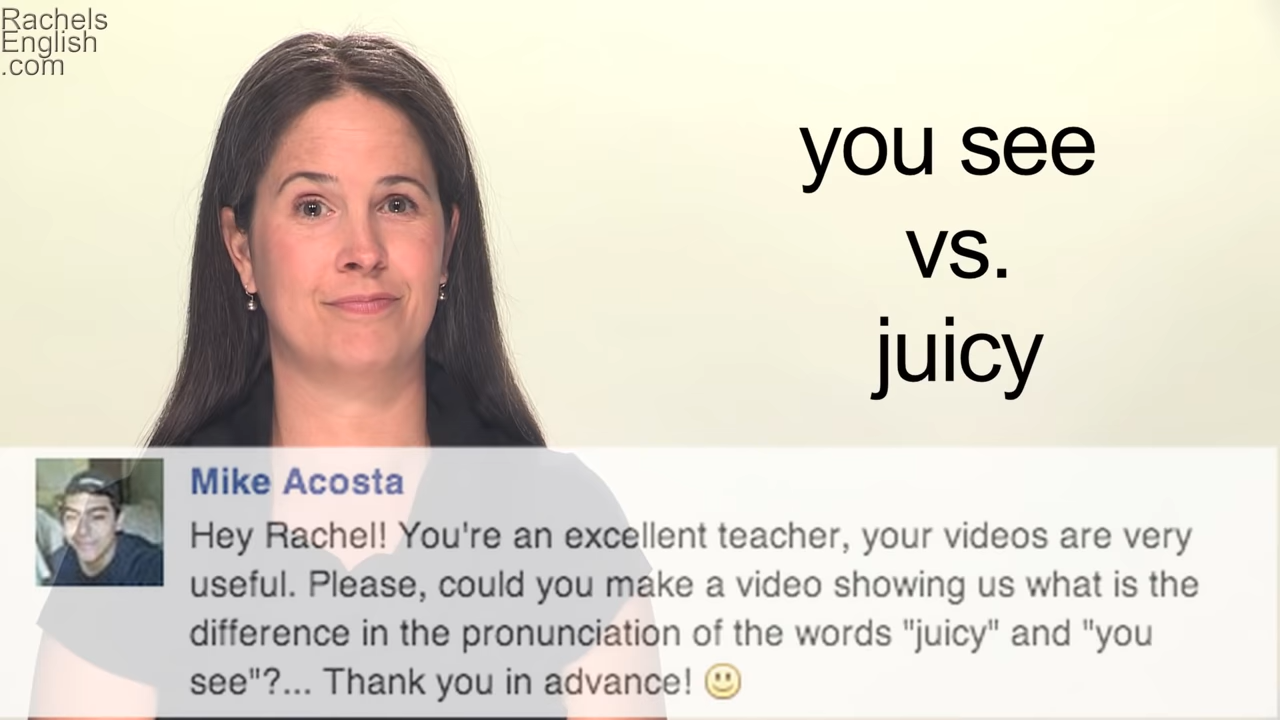 Rachels
English
.com
you see
vs.
juicy
Mike Acosta
Hey Rachel! You're an excellent teacher, your videos are very
useful. Please, could you make a video showing us what is the
difference in the pronunciation of the words "juicy" and "you
see"?... Thank you in advance! 🙂